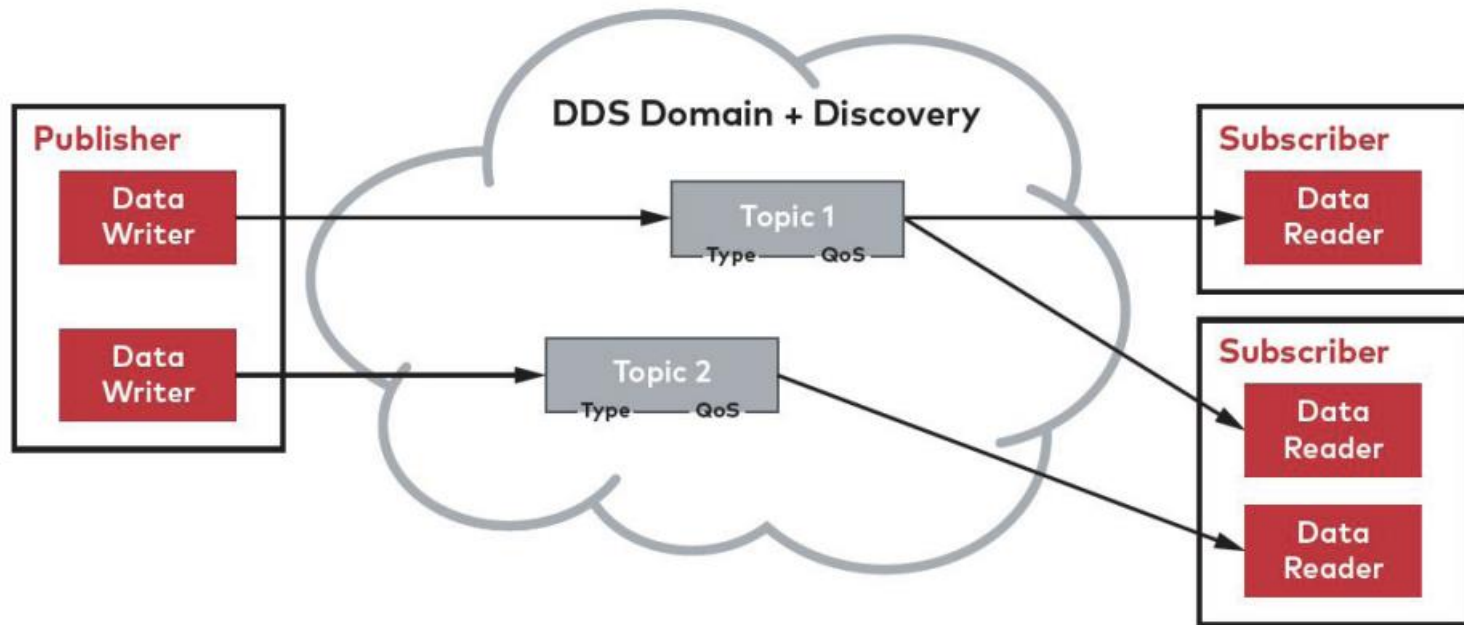 DDS Domain + Discovery
Publisher
Data
Writer
Data
Writer
Topic 1
Type QoS
Topic 2
Type QoS
Subscriber
Data
Reader
Subscriber
Data
Reader
Data
Reader